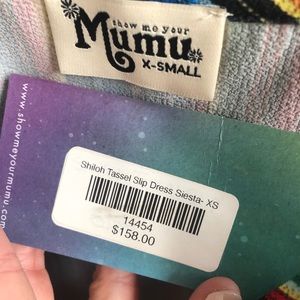 show me your
Mumu
X-SMALL
www.showmeyourmumu.com
Shiloh Tassel Slip Dress Siesta- XS
14454
$158.00